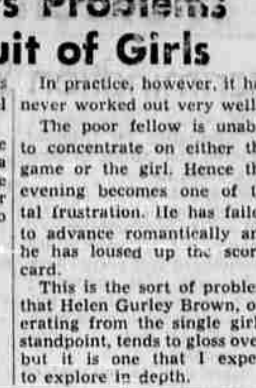 s Problems
uit of Girls
In practice, however, it h
never worked out very well
The poor fellow is unab
to concentrate on either th
game or the girl. Hence th
evening becomes one of t
tal frustration. He has faile
to advance romantically an
he has loused up the scor
card.
This is the sort of proble
that Helen Gurley Brown, o
erating from the single girl
standpoint, tends to gloss ove
but it is one that I expe
to explore in depth.